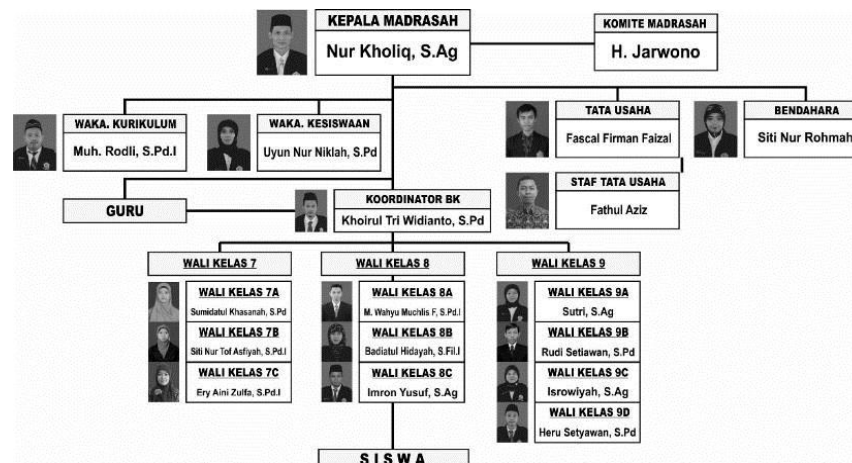 KEPALA MADRASAH
Nur Kholiq, S.Ag
KOMITE MADRASAH
H. Jarwono
WAKA. KURIKULUM
Muh. Rodli, S.Pd.I
WAKA. KESISWAAN
Uyun Nur Niklah, S.Pd
TATA USAHA
Fascal Firman Faizal
BENDAHARA
Siti Nur Rohmah
STAF TATA USAHA
Fathul Aziz
GURU
KOORDINATOR BK
Khoirul Tri Widianto, S.Pd
WALI KELAS 7
WALI KELAS 8
WALI KELAS 9
WALI KELAS 7A
Sumidatul Khasanah, S.Pd
WALI KELAS 7B
Siti Nur Tof Asfiyah, S.Pd.I
WALI KELAS 7C
Ery Aini Zulfa, S.Pd.I
WALI KELAS 8A
M. Wahyu Muchlis F, S.Pd.I
WALI KELAS 8B
Badiatul Hidayah, S.Fil.I
WALI KELAS 8C
Imron Yusuf, S.Ag
WALI KELAS 9A
Sutri, S.Ag
WALI KELAS 9B
Rudi Setiawan, S.Pd
WALI KELAS 9C
Isrowiyah, S.Ag
WALI KELAS 9D
Heru Setyawan, S.Pd
S I S W A